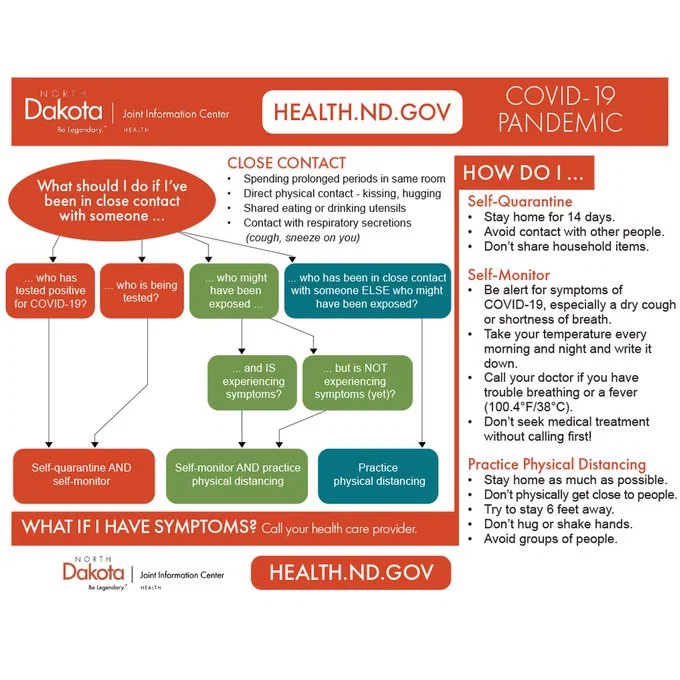 NORTH
Dakota
Be Legendary.™
Joint Information Center
HEALTH
HEALTH.ND.GOV
COVID-19
PANDEMIC
What should I do if I've
been in close contact
with someone ...
CLOSE CONTACT
• Spending prolonged periods in same room
• Direct physical contact - kissing, hugging
• Shared eating or drinking utensils
• Contact with respiratory secretions
(cough, sneeze on you)
... who has
tested positive
for COVID-19?
... who is being
tested?
... who might
have been
exposed ...
... who has been in close contact
with someone ELSE who might
have been exposed?
... and IS
experiencing
symptoms?
... but is NOT
experiencing
symptoms (yet)?
Self-quarantine AND
self-monitor
Self-monitor AND practice
physical distancing
Practice
physical distancing
WHAT IF I HAVE SYMPTOMS? Call your health care provider.
HOW DO I ...
Self-Quarantine
• Stay home for 14 days.
• Avoid contact with other people.
• Don't share household items.
Self-Monitor
• Be alert for symptoms of
COVID-19, especially a dry cough
or shortness of breath.
• Take your temperature every
morning and night and write it
down.
• Call your doctor if you have
trouble breathing or a fever
(100.4°F/38°C).
• Don't seek medical treatment
without calling first!
Practice Physical Distancing
• Stay home as much as possible.
• Don't physically get close to people.
• Try to stay 6 feet away.
• Don't hug or shake hands.
• Avoid groups of people.
NORTH
Dakota
Be Legendary.™
Joint Information Center
HEALTH
HEALTH.ND.GOV